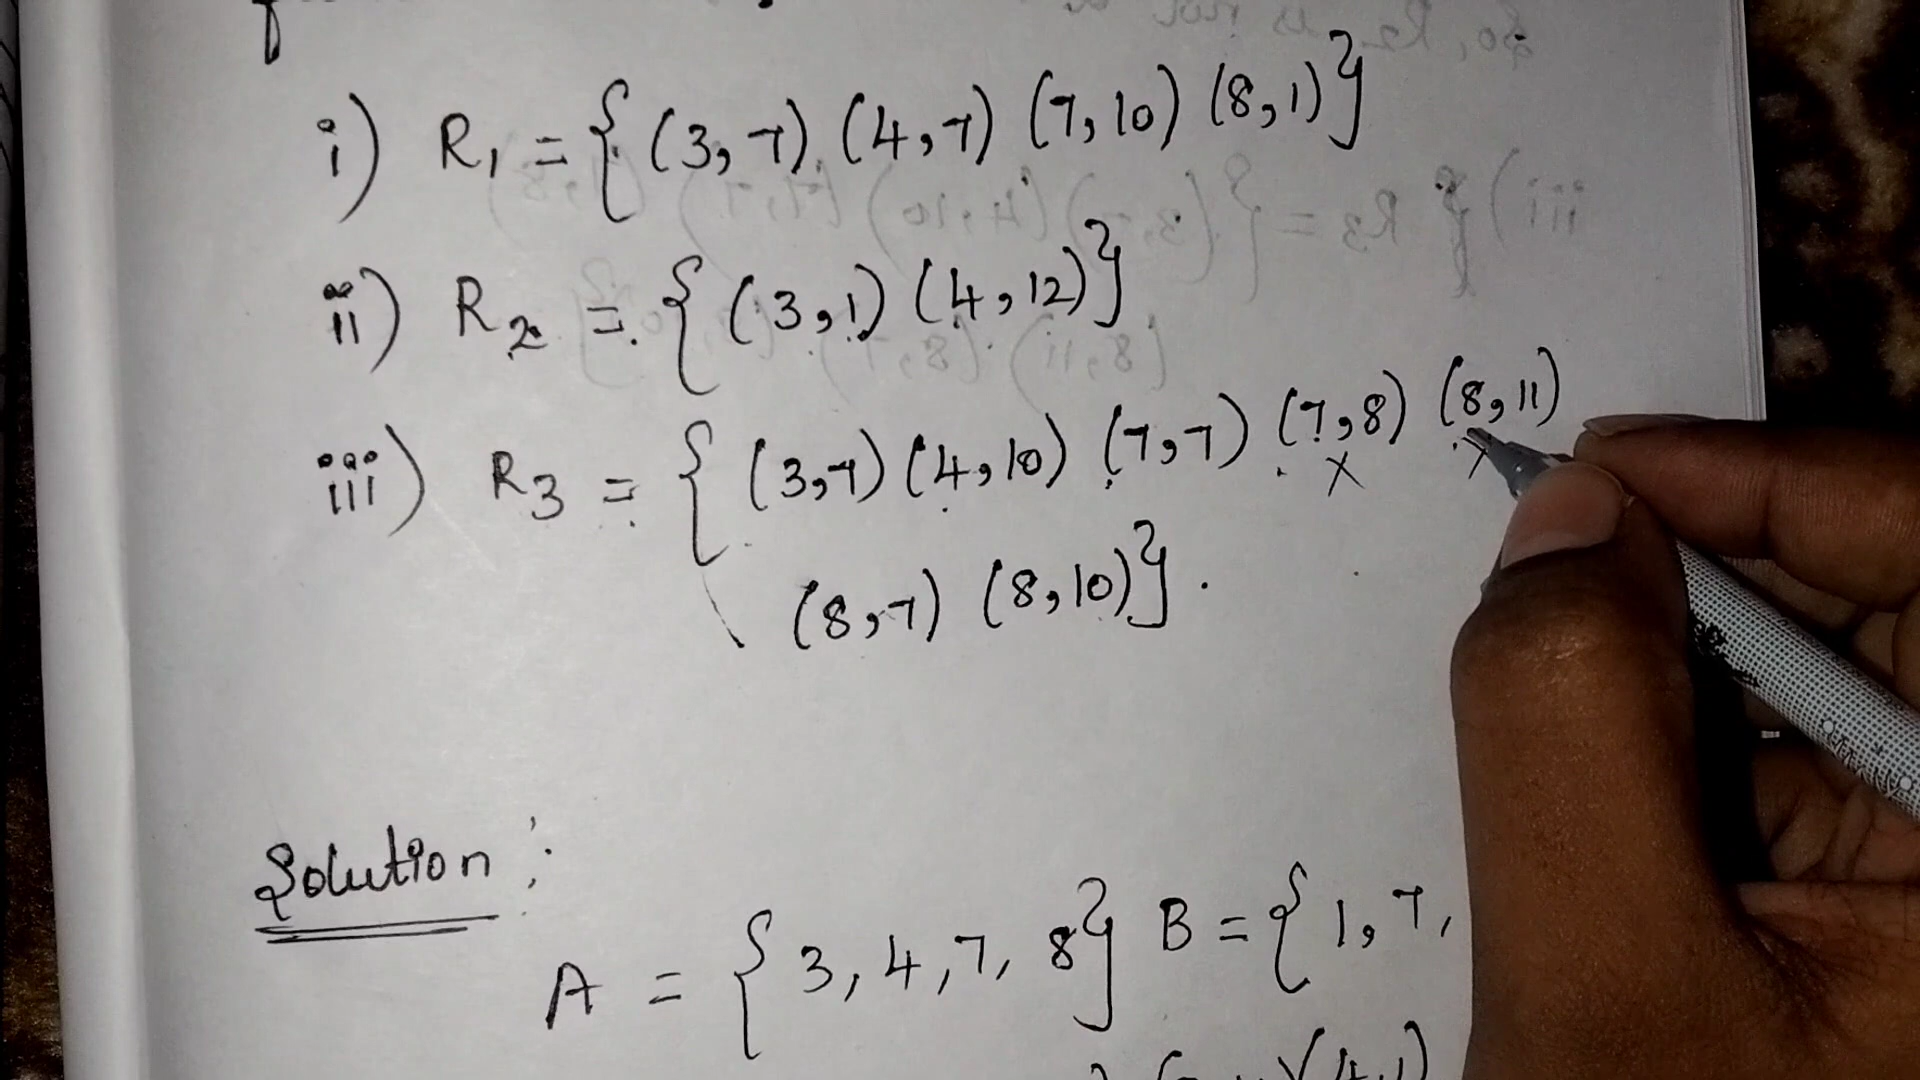 i) R₁ = { (3, 7) (4, 7) (7, 10) (8, 1) }
ii) R₂ = { (3, 1) (4, 12) }
iii) R₃ = { (3, 7) (4, 10) (7, 7) (7, 8) (8, 11)
(8, 7) (8, 10) }.
Solution :
A = { 3, 4, 7, 8 } B = { 1, 7,